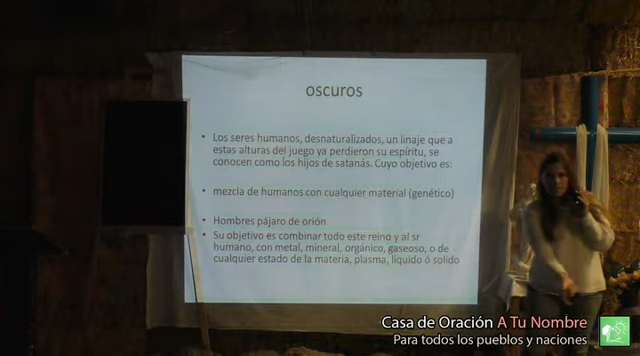 oscuros
• Los seres humanos, desnaturalizados, un linaje que a
estas alturas del juego ya perdieron su espíritu, se
conocen como los hijos de satanás. Cuyo objetivo es:
• mezcla de humanos con cualquier material (genético)
• Hombres pájaro de orión
• Su objetivo es combinar todo este reino y al sr
humano, con metal, mineral, orgánico, gaseoso, o de
cualquier estado de la materia, plasma, liquido ó solido
Casa de Oración A Tu Nombre
Para todos los pueblos y naciones